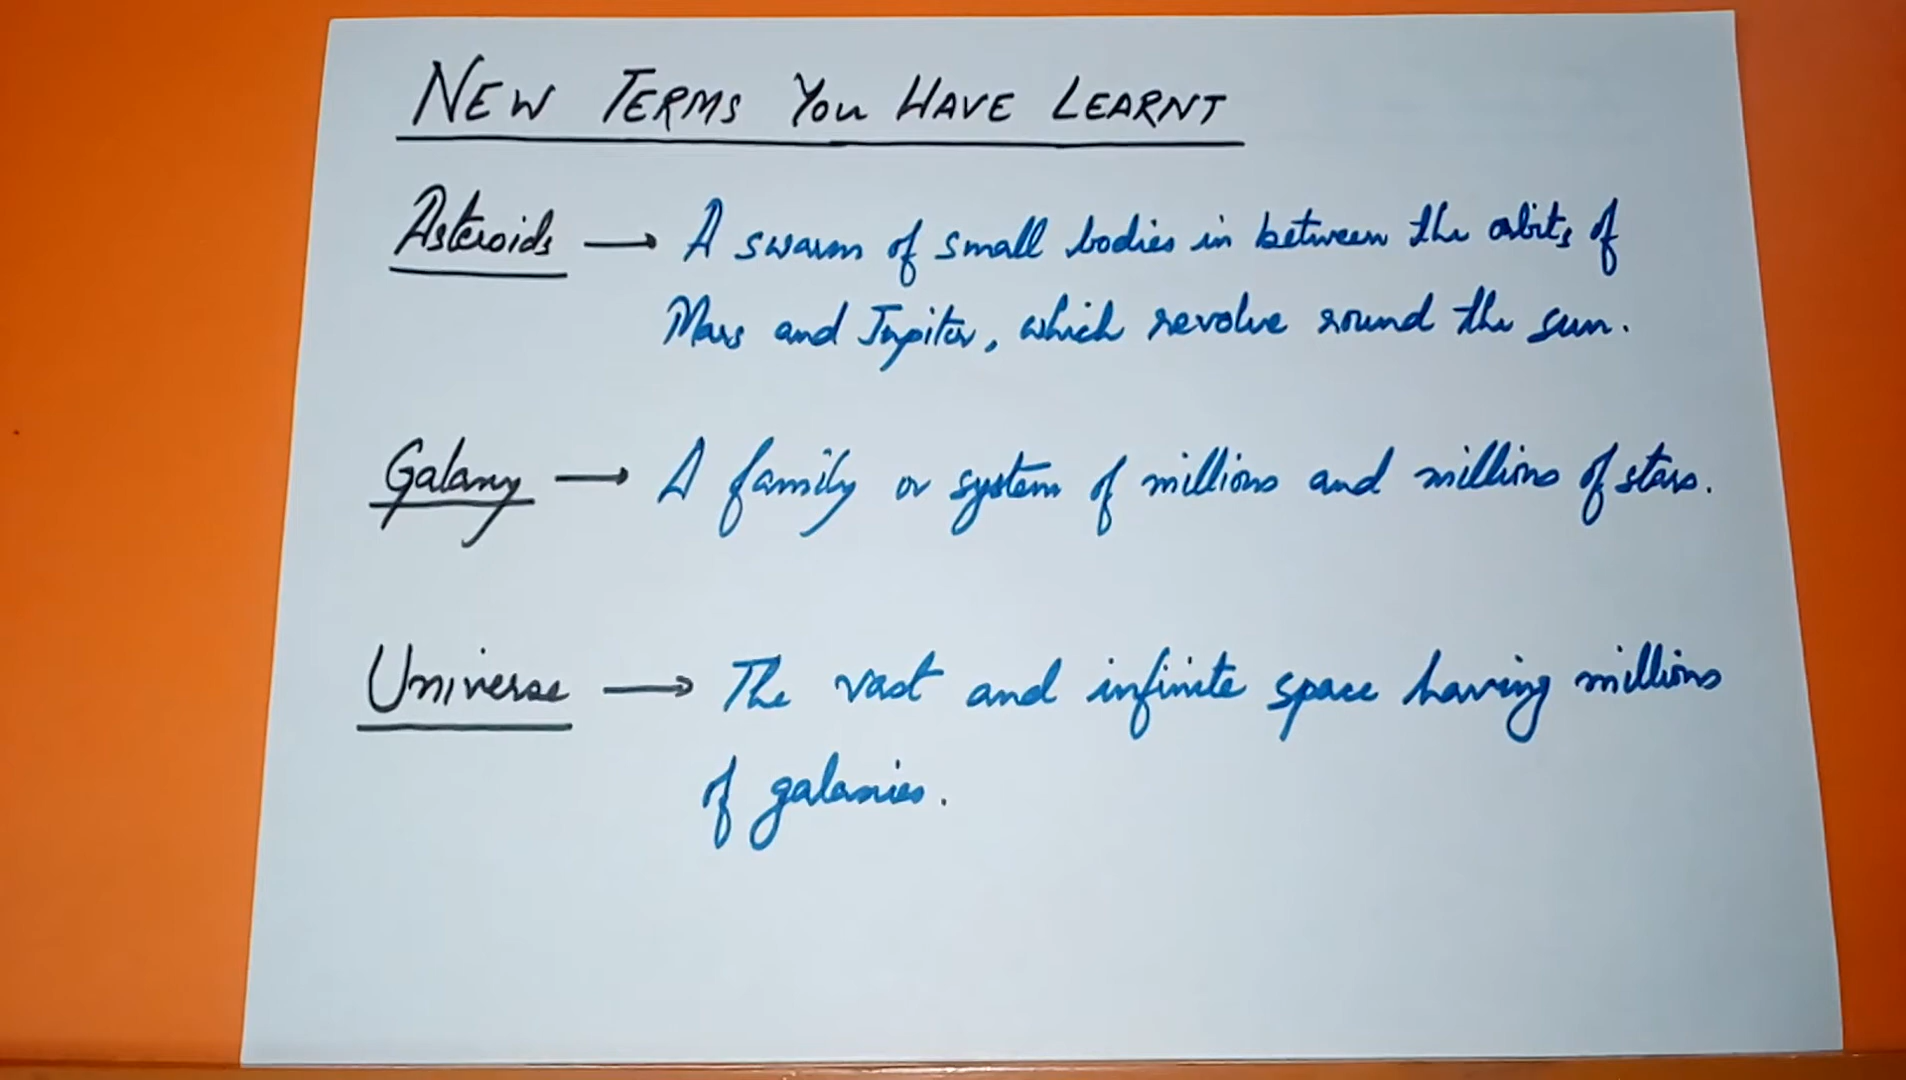 NEW TERMS You HAVE LEARNT
Asteroids → A swarm of small bodies in between the orbits of
Mars and Jupiter, which revolve round the sun.
Galaxy → A family or system of millions and millions of stars.
UNIVERSE → The vast and infinite space having millions
of galaxies.